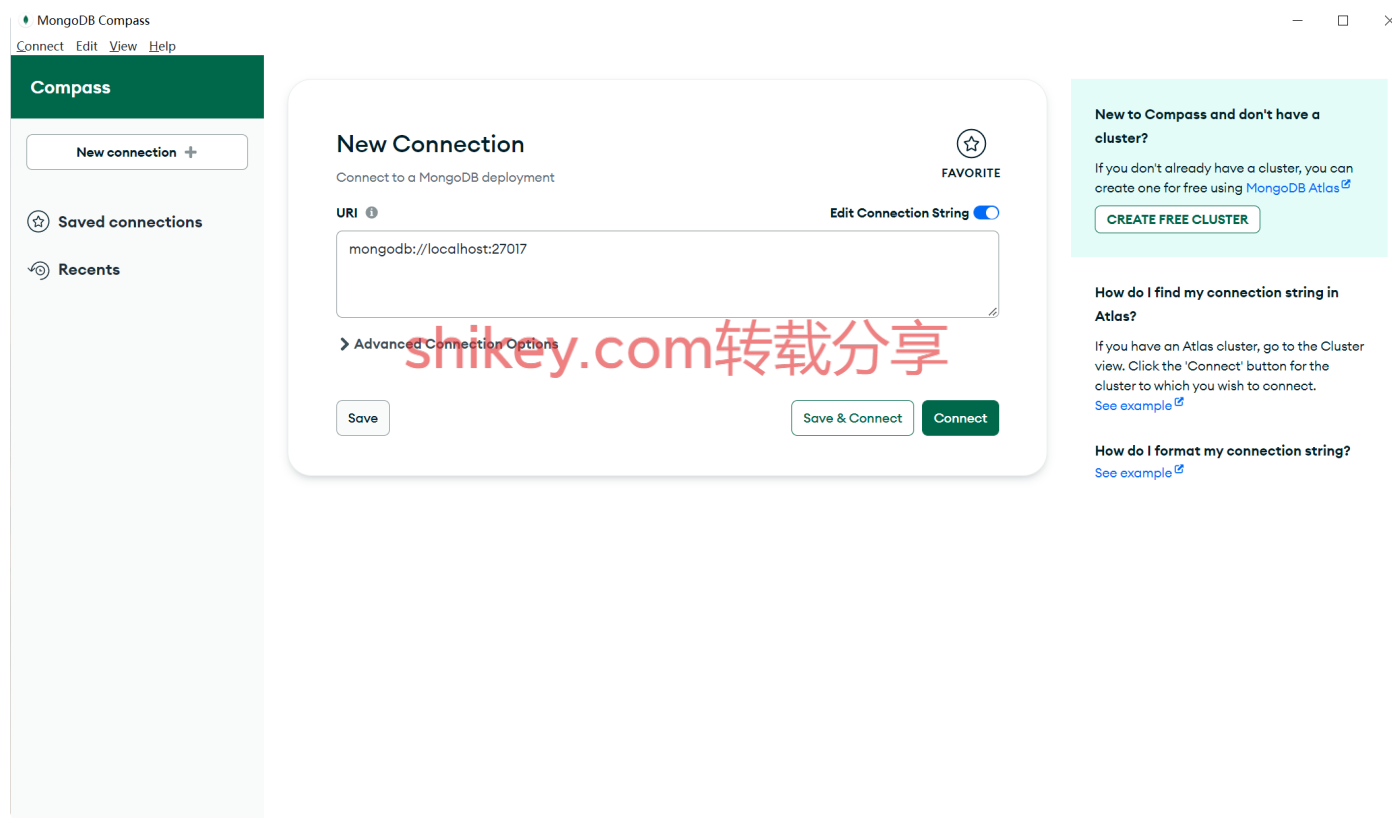 MongoDB Compass
Connect Edit View Help
Compass
New connection
Saved connections
Recents
New Connection
Connect to a MongoDB deployment
FAVORITE
URI
Edit Connection String
mongodb://localhost:27017
Advanced Connection Options
shikey.com转载分享
Save
Save & Connect
Connect
New to Compass and don't have a
cluster?
If you don't already have a cluster, you can
create one for free using MongoDB Atlas
CREATE FREE CLUSTER
How do I find my connection string in
Atlas?
If you have an Atlas cluster, go to the Cluster
view. Click the 'Connect' button for the
cluster to which you wish to connect.
See example
How do I format my connection string?
See example